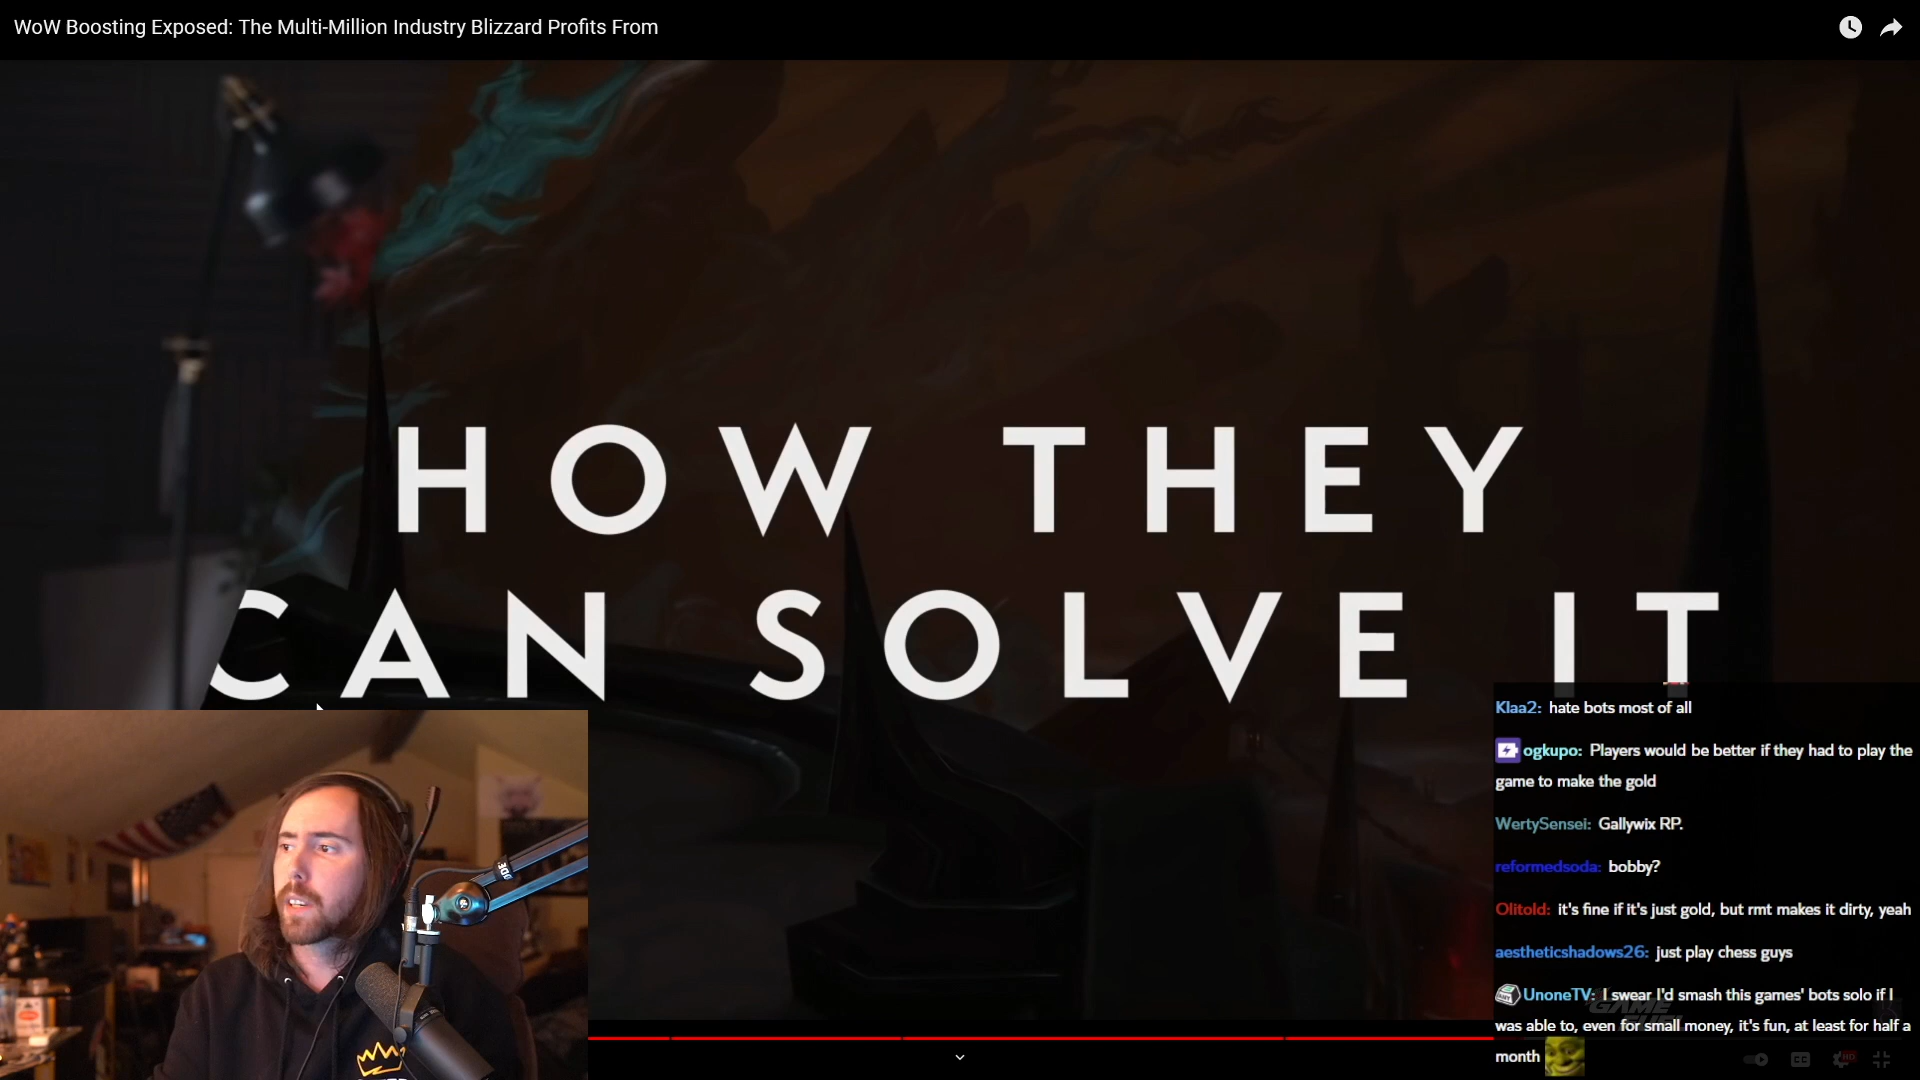 WoW Boosting Exposed: The Multi-Million Industry Blizzard Profits From
HOW THEY
CAN SOLVE IT
Klaa2: hate bots most of all
ogkupo: Players would be better if they had to play the
game to make the gold
WertySensei: Gallywix RP.
reformedsoda: bobby?
Olitold: it's fine if it's just gold, but rmt makes it dirty, yeah
aestheticshadows26: just play chess guys
UnoneTV: I swear I'd smash this games' bots solo if I
was able to, even for small money, it's fun, at least for half a
month
GAME
CC
HD